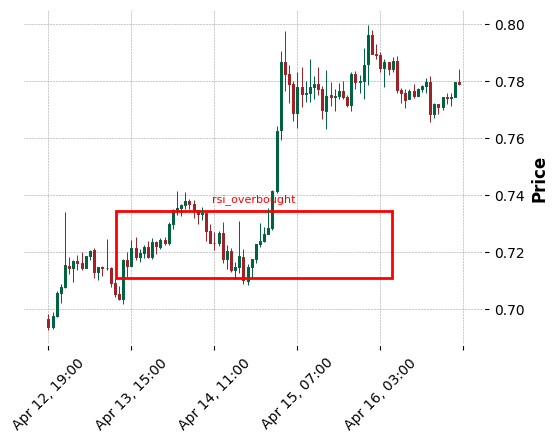 0.80
0.78
0.76
0.74
0.72
0.70
Price
rsi_overbought
Apr 12, 19:00
Apr 13, 15:00
Apr 14, 11:00
Apr 15, 07:00
Apr 16, 03:00